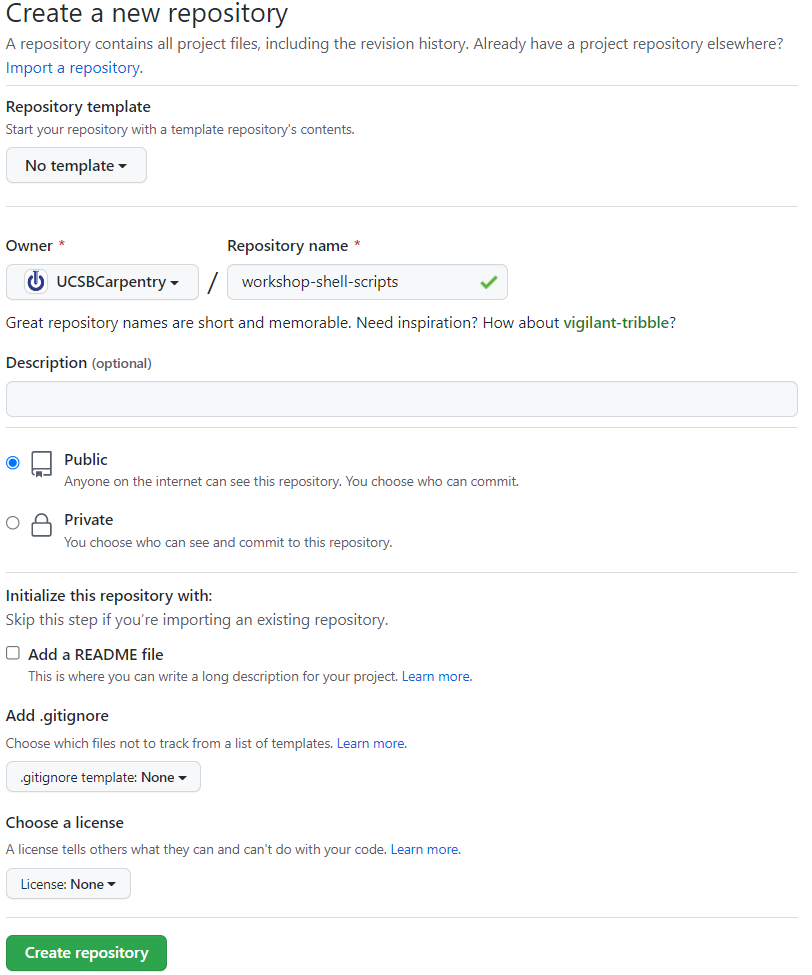 Create a new repository
A repository contains all project files, including the revision history. Already have a project repository elsewhere?
Import a repository.
Repository template
Start your repository with a template repository's contents.
No template
Owner *
Repository name *
UCSBCarpentry / workshop-shell-scripts
Great repository names are short and memorable. Need inspiration? How about vigilant-tribble?
Description (optional)
Public
Anyone on the internet can see this repository. You choose who can commit.
Private
You choose who can see and commit to this repository.
Initialize this repository with:
Skip this step if you’re importing an existing repository.
Add a README file
This is where you can write a long description for your project. Learn more.
Add .gitignore
Choose which files not to track from a list of templates. Learn more.
.gitignore template: None
Choose a license
A license tells others what they can and can't do with your code. Learn more.
License: None
Create repository